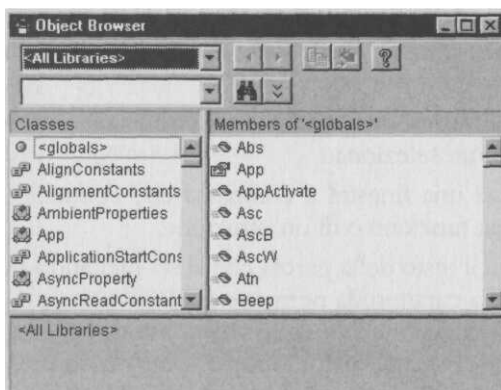 Object Browser
<All Libraries>
Classes
Members of '<globals>'
<globals>
AlignConstants
AlignmentConstants
AmbientProperties
App
ApplicationStartCons
AsyncProperty
AsyncReadConstant
Abs
App
AppActivate
Asc
AscB
AscW
Atn
Beep
<All Libraries>